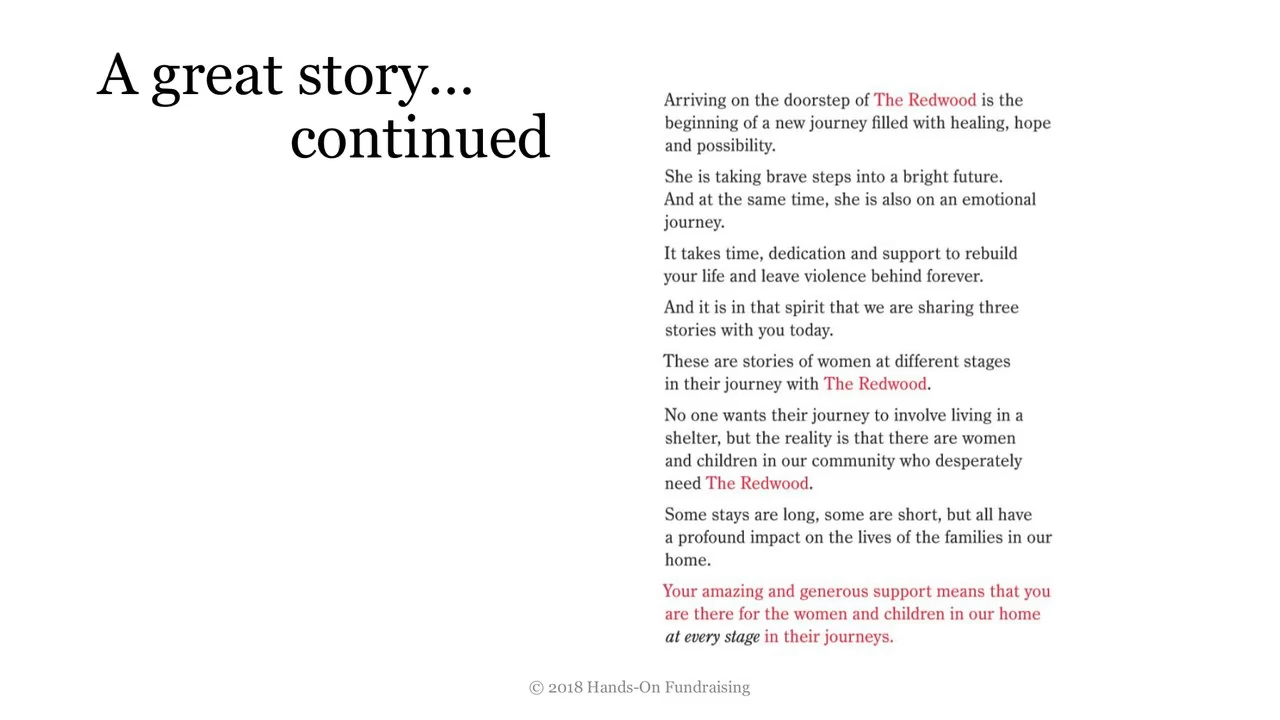 A great story...
continued
Arriving on the doorstep of The Redwood is the
beginning of a new journey filled with healing, hope
and possibility.
She is taking brave steps into a bright future.
And at the same time, she is also on an emotional
journey.
It takes time, dedication and support to rebuild
your life and leave violence behind forever.
And it is in that spirit that we are sharing three
stories with you today.
These are stories of women at different stages
in their journey with The Redwood.
No one wants their journey to involve living in a
shelter, but the reality is that there are women
and children in our community who desperately
need The Redwood.
Some stays are long, some are short, but all have
a profound impact on the lives of the families in our
home.
Your amazing and generous support means that you
are there for the women and children in our home
at every stage in their journeys.
© 2018 Hands-On Fundraising